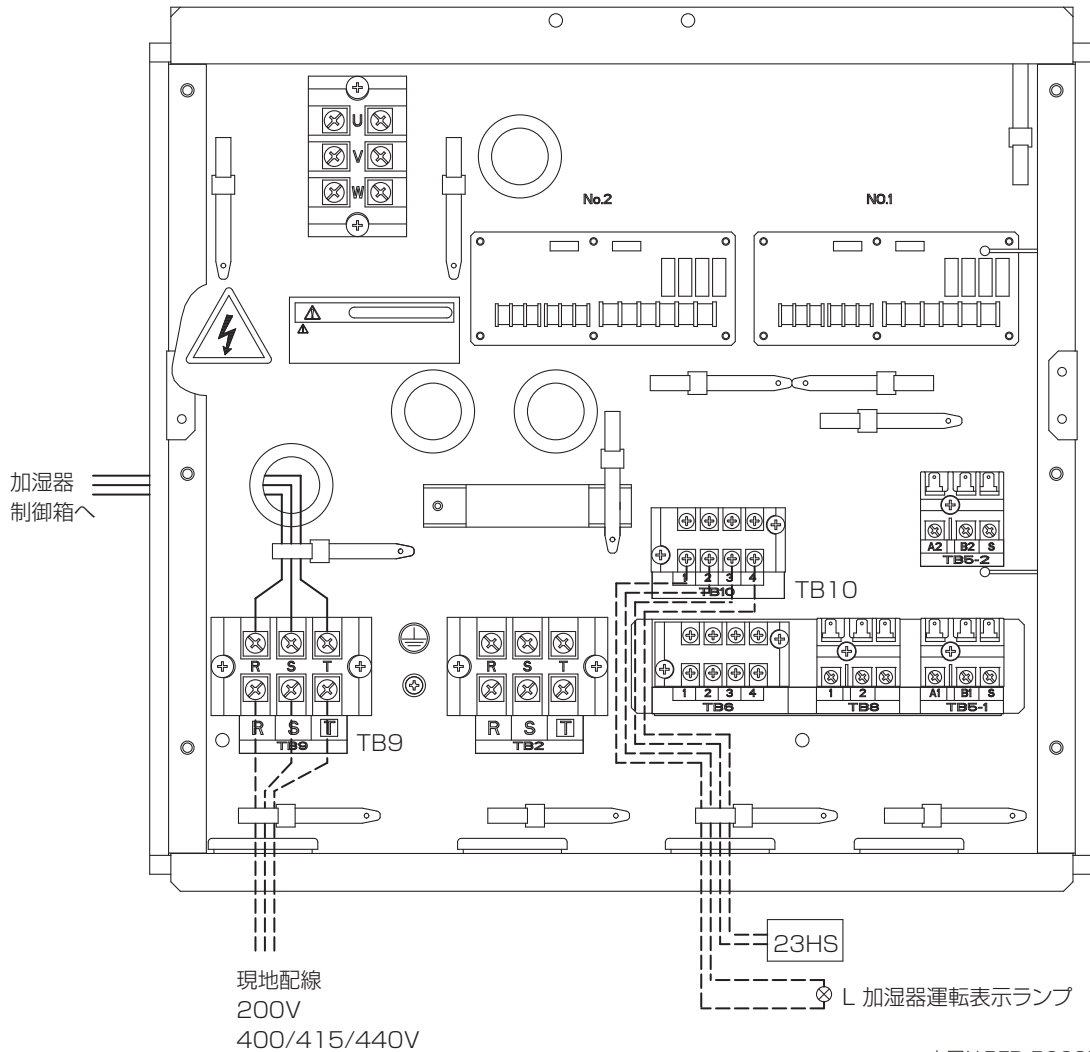 U
V
W
No.2
NO.1
加湿器
制御箱へ
A2 B2 S
TB5-2
1 2 3 4
TB10
TB10
R S T
R S T
TB9
TB9
R S T
R S T
TB2
1 2 3 4
TB6
1 2
TB8
A1 B1 S
TB5-1
23HS
L 加湿器運転表示ランプ
現地配線
200V
400/415/440V